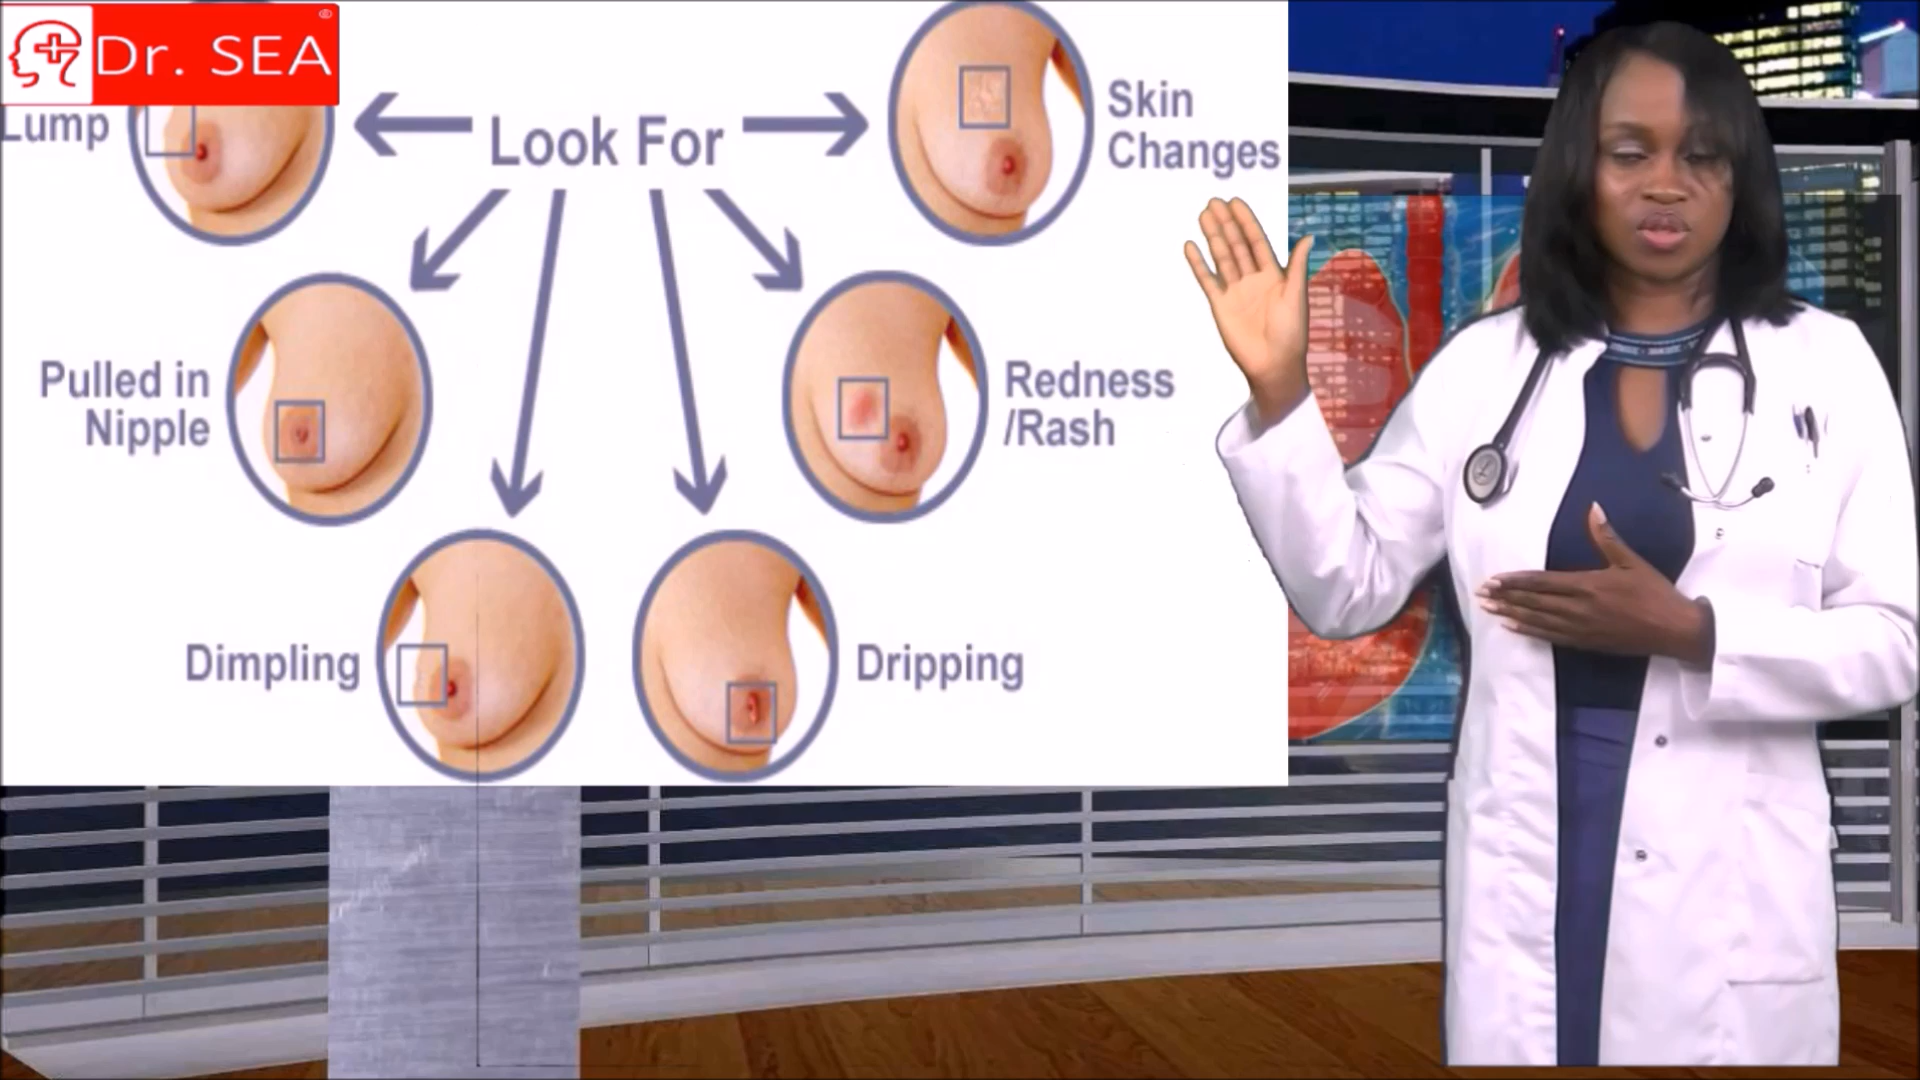 Dr. SEA
®
Lump
Look For
Skin
Changes
Pulled in
Nipple
Redness
/Rash
Dimpling
Dripping